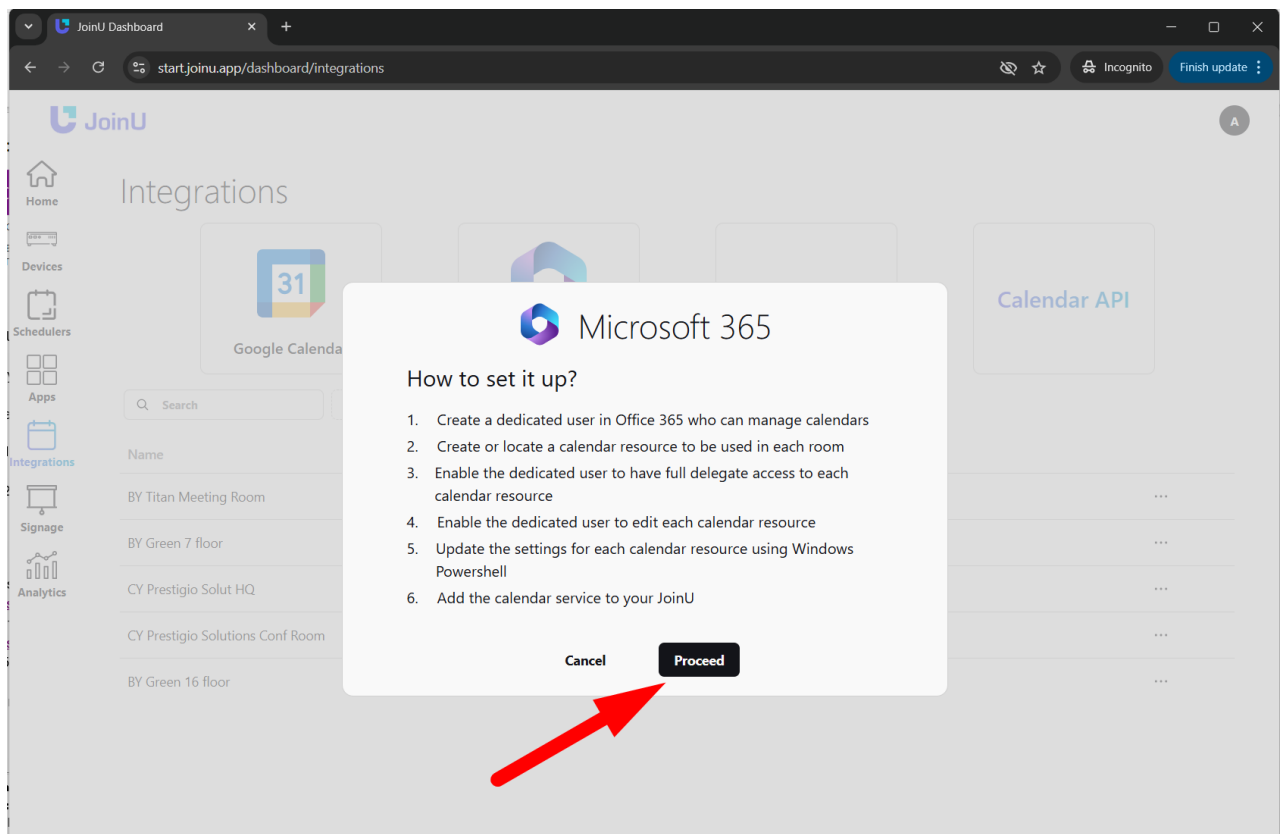 JoinU Dashboard
start.joinu.app/dashboard/integrations
Incognito
Finish update
JoinU
A
Home
Devices
Schedulers
Apps
Integrations
Signage
Analytics
Integrations
31
Google Calenda
Calendar API
Search
Name
BY Titan Meeting Room
BY Green 7 floor
CY Prestigio Solut HQ
CY Prestigio Solutions Conf Room
BY Green 16 floor
Microsoft 365
How to set it up?
1. Create a dedicated user in Office 365 who can manage calendars
2. Create or locate a calendar resource to be used in each room
3. Enable the dedicated user to have full delegate access to each
calendar resource
4. Enable the dedicated user to edit each calendar resource
5. Update the settings for each calendar resource using Windows
Powershell
6. Add the calendar service to your JoinU
Cancel
Proceed